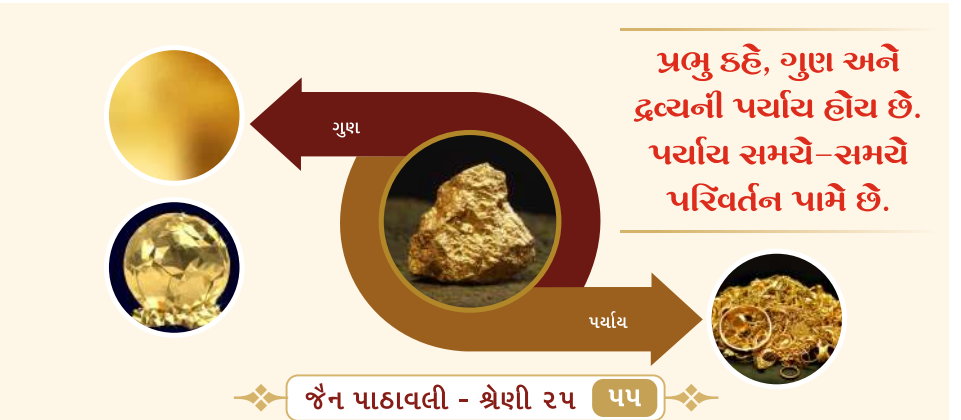 પ્રભુ કહે, ગુણ અને
દ્રવ્યની પર્યાય હોય છે.
પર્યાય સમયે–સમયે
પરિવર્તન પામે છે.
ગુણ
પર્યાય
જૈન પાઠાવલી - શ્રેણી ૨૫ ૫૫